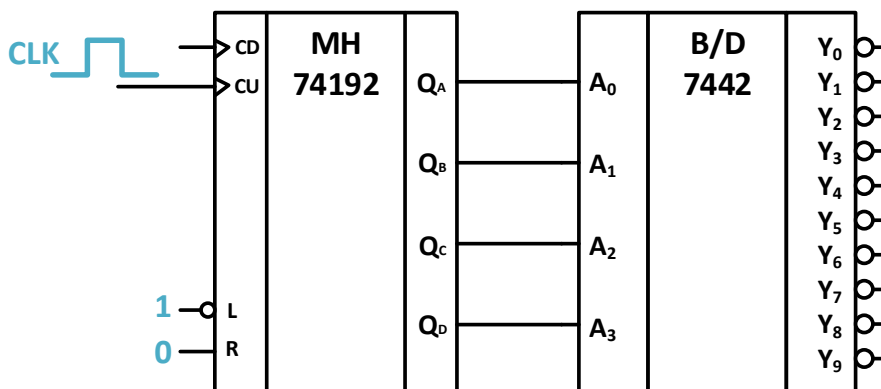 CLK
CD
CU
1
L
0
R
MH
74192
QA
QB
QC
QD
A0
A1
A2
A3
B/D
7442
Y0
Y1
Y2
Y3
Y4
Y5
Y6
Y7
Y8
Y9